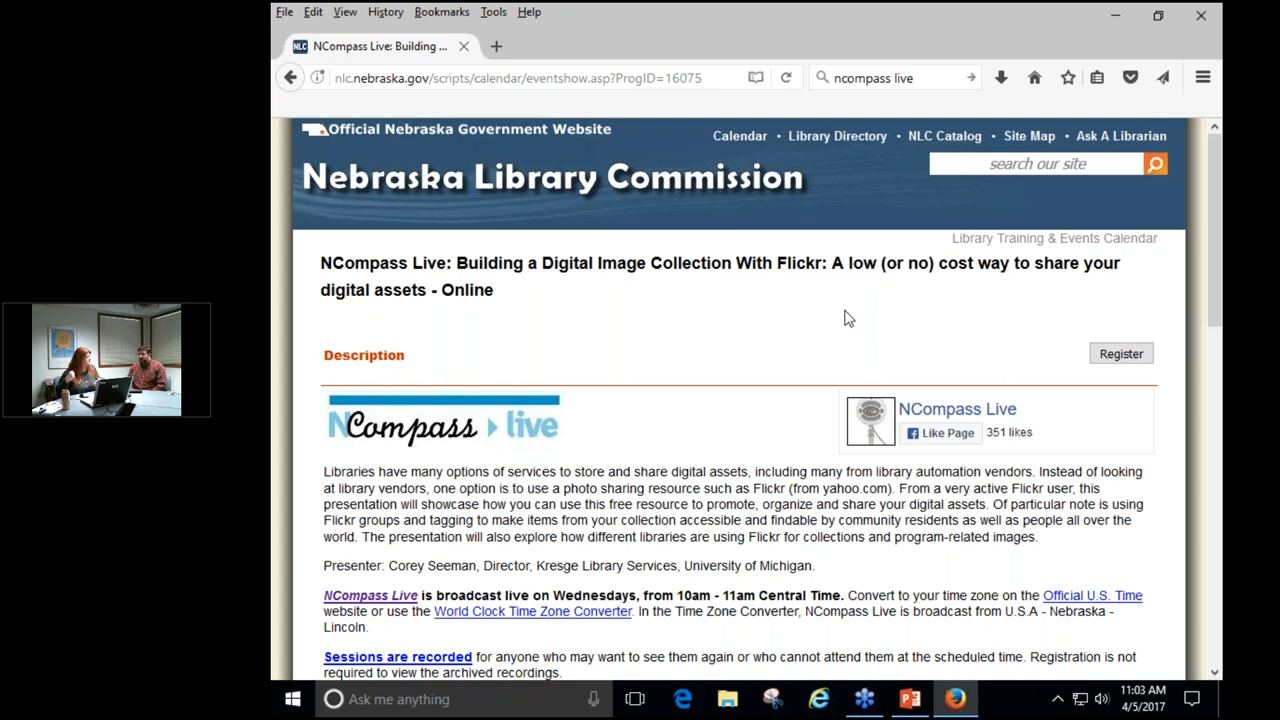 File Edit View History Bookmarks Tools Help
NLC NCompass Live: Building ...
nlc.nebraska.gov/scripts/calendar/eventshow.asp?ProgID=16075
ncompass live
Official Nebraska Government Website
Calendar • Library Directory • NLC Catalog • Site Map • Ask A Librarian
Nebraska Library Commission
search our site
Library Training & Events Calendar
NCompass Live: Building a Digital Image Collection With Flickr: A low (or no) cost way to share your
digital assets - Online
Description
Register
NCompass live
NCompass Live
Like Page 351 likes
Libraries have many options of services to store and share digital assets, including many from library automation vendors. Instead of looking
at library vendors, one option is to use a photo sharing resource such as Flickr (from yahoo.com). From a very active Flickr user, this
presentation will showcase how you can use this free resource to promote, organize and share your digital assets. Of particular note is using
Flickr groups and tagging to make items from your collection accessible and findable by community residents as well as people all over the
world. The presentation will also explore how different libraries are using Flickr for collections and program-related images.
Presenter: Corey Seeman, Director, Kresge Library Services, University of Michigan.
NCompass Live is broadcast live on Wednesdays, from 10am - 11am Central Time. Convert to your time zone on the Official U.S. Time
website or use the World Clock Time Zone Converter. In the Time Zone Converter, NCompass Live is broadcast from U.S.A - Nebraska -
Lincoln.
Sessions are recorded for anyone who may want to see them again or who cannot attend them at the scheduled time. Registration is not
required to view the archived recordings.
Ask me anything
11:03 AM
4/5/2017